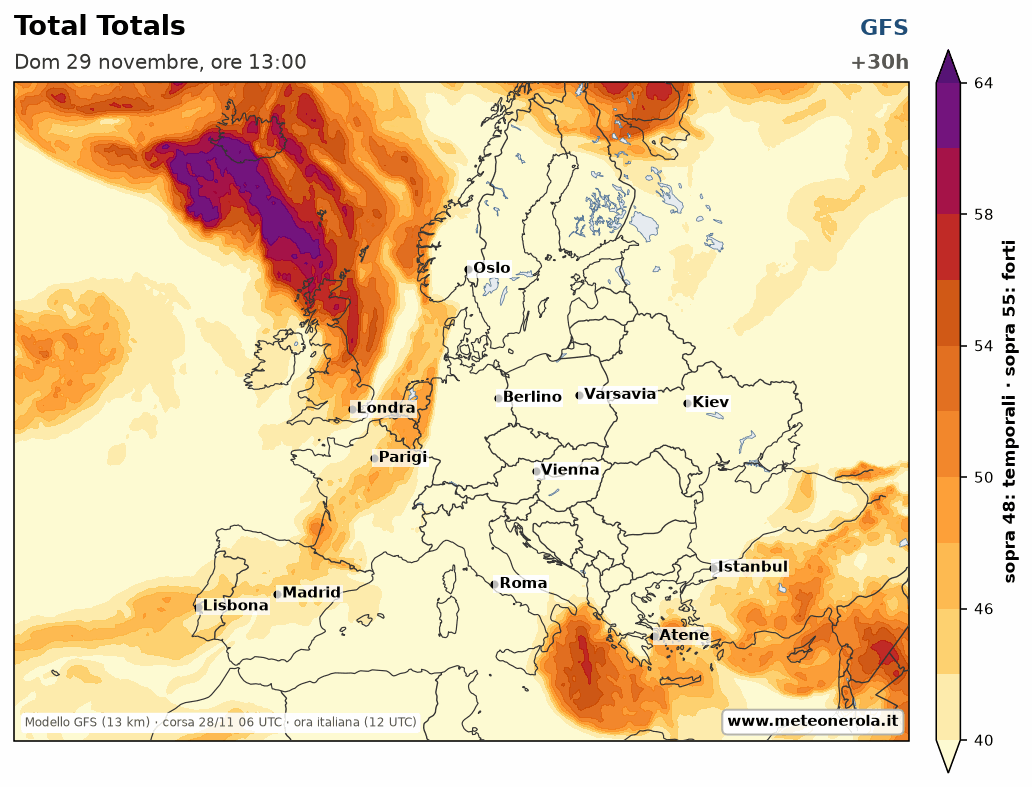 Total Totals
GFS
Dom 29 novembre, ore 13:00
+30h
64
58
54
50
46
40
sopra 48: temporali · sopra 55: forti
Oslo
Berlino
Varsavia
Kiev
Londra
Parigi
Vienna
Istanbul
Roma
Madrid
Lisbona
Atene
Modello GFS (13 km) · corsa 28/11 06 UTC · ora italiana (12 UTC)
www.meteonerola.it